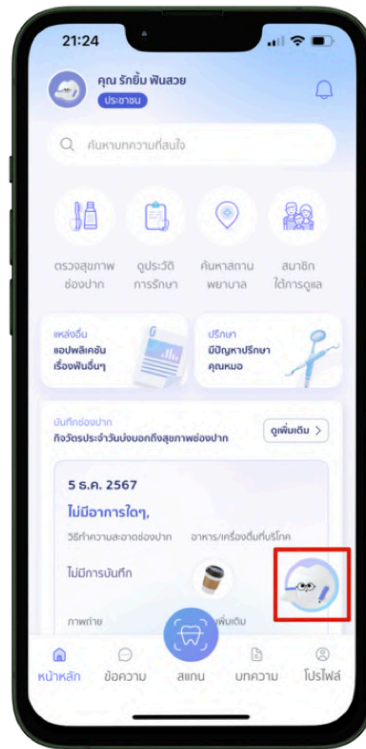 21:24
คุณ รักยิ้ม ฟันสวย
ประชาชน
ค้นหาบทความที่สนใจ
ตรวจสุขภาพ
ช่องปาก
ดูประวัติ
การรักษา
ค้นหาสถาน
พยาบาล
สมาชิก
ใต้การดูแล
แหล่งอื่น
แอปพลิเคชัน
เรื่องฟันอื่นๆ
G
ปรึกษา
มีปัญหาปรึกษา
คุณหมอ
บันทึกช่องปาก
กิจวัตรประจำวันบ่งบอกถึงสุขภาพช่องปาก
ดูเพิ่มเติม >
5 ธ.ค. 2567
ไม่มีอาการใดๆ,
วิธีทำความสะอาดช่องปาก อาหาร/เครื่องดื่มที่บริโภค
ไม่มีการบันทึก
ภาพถ่าย
เพิ่มเติม
หน้าหลัก
ข้อความ
สแกน
บทความ
โปรไฟล์